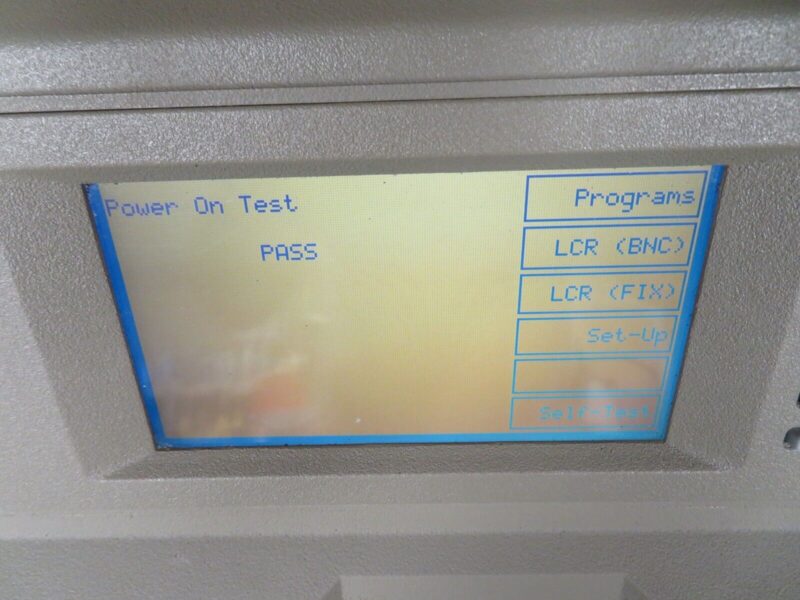 Power On Test
PASS
Programs
LCR (BNC)
LCR (FIX)
Set-Up
Self-Test